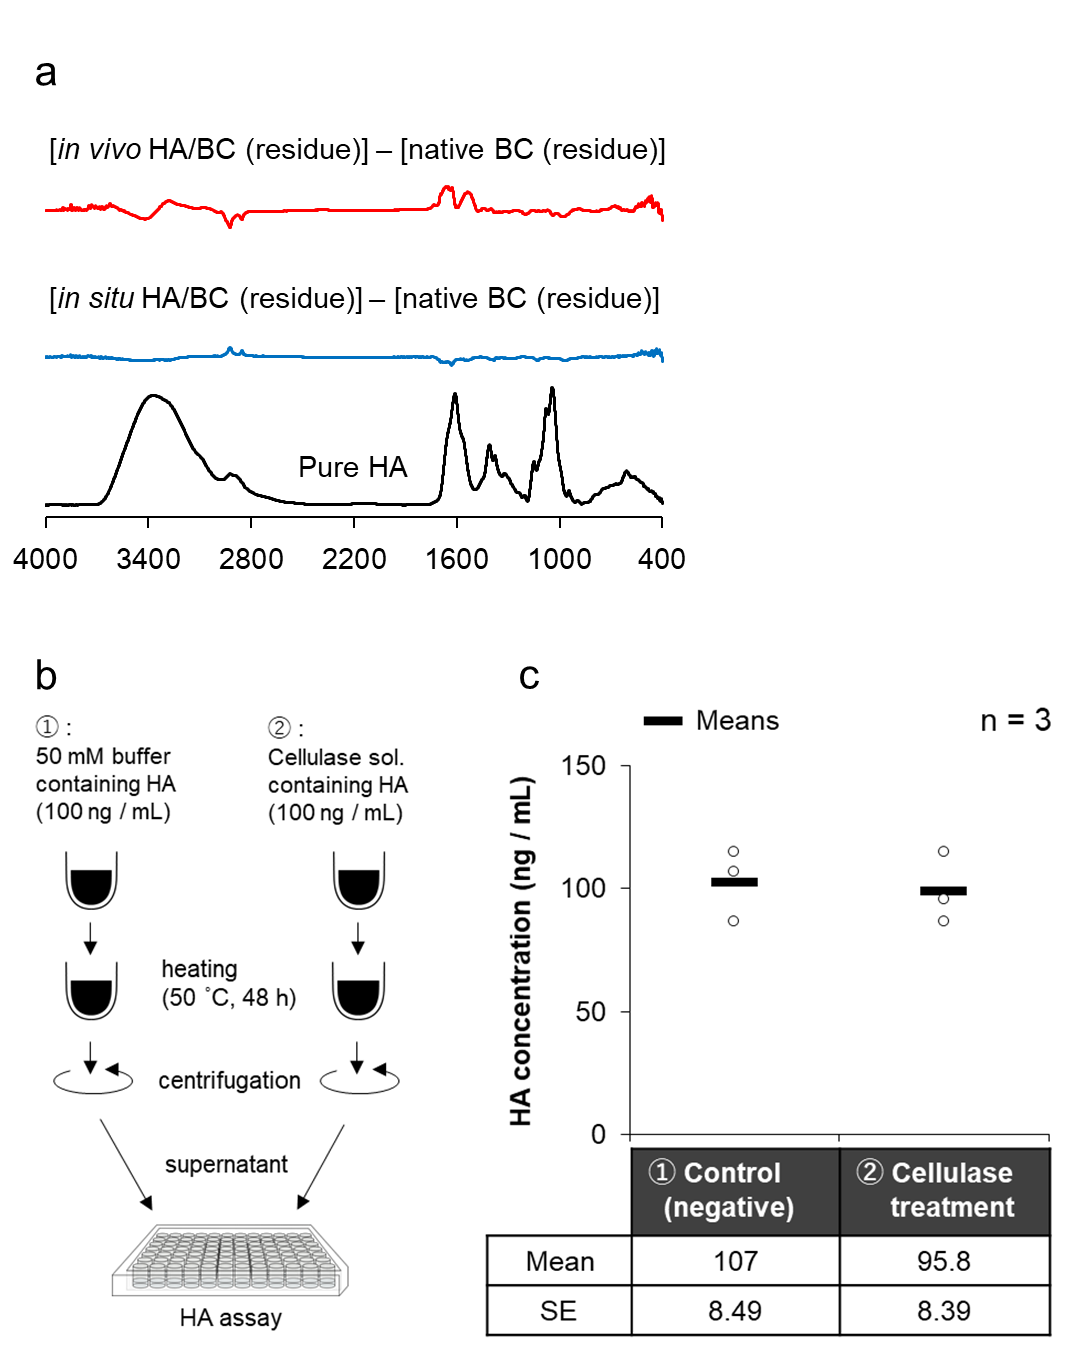 a
[in vivo HA/BC (residue)] – [native BC (residue)]
[in situ HA/BC (residue)] – [native BC (residue)]
Pure HA
4000 3400 2800 2200 1600 1000 400
b
① :
50 mM buffer
containing HA
(100 ng / mL)
② :
Cellulase sol.
containing HA
(100 ng / mL)
heating
(50 ˚C, 48 h)
centrifugation
supernatant
HA assay
c
Means
n = 3
HA concentration (ng / mL)
150
100
50
0
① Control
(negative)
② Cellulase
treatment
Mean 107 95.8
SE 8.49 8.39